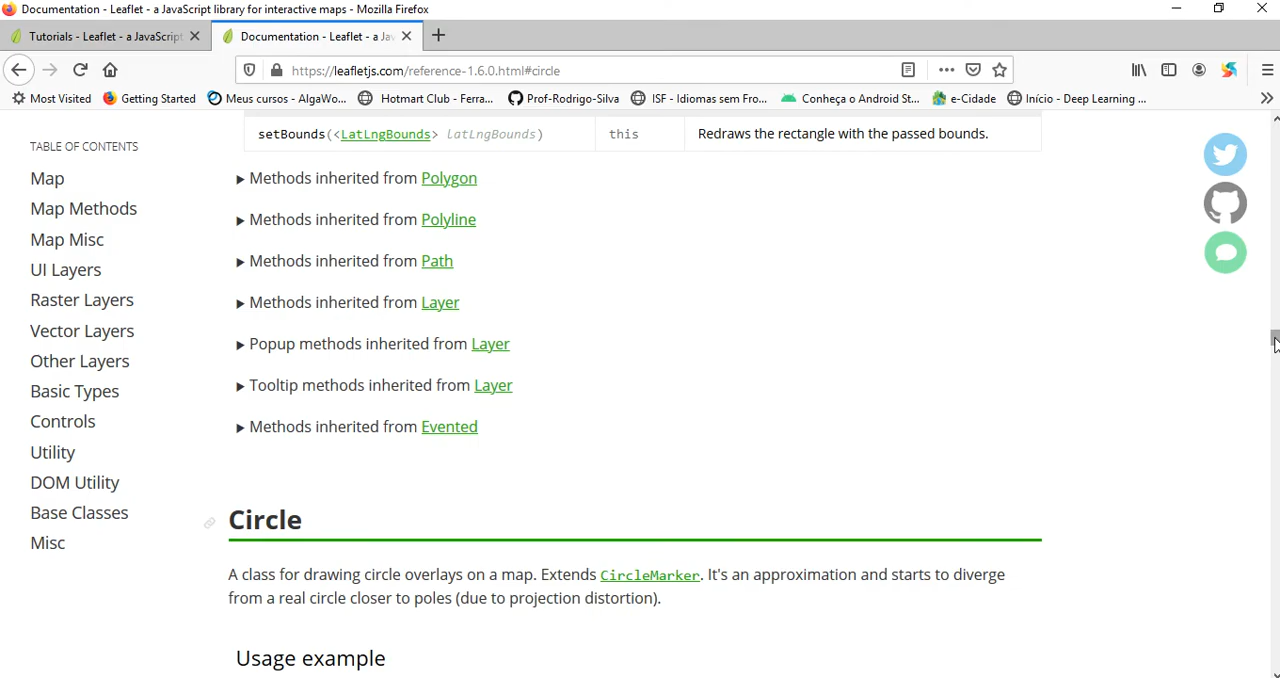 Documentation - Leaflet - a JavaScript library for interactive maps - Mozilla Firefox
Tutorials - Leaflet - a JavaScript
Documentation - Leaflet - a Jav
https://leafletjs.com/reference-1.6.0.html#circle
Most Visited Getting Started Meus cursos - AlgaWo... Hotmart Club - Ferra... Prof-Rodrigo-Silva ISF - Idiomas sem Fro... Conheça o Android St... e-Cidade Início - Deep Learning ...
TABLE OF CONTENTS
Map
Map Methods
Map Misc
UI Layers
Raster Layers
Vector Layers
Other Layers
Basic Types
Controls
Utility
DOM Utility
Base Classes
Misc
setBounds(<LatLngBounds> latLngBounds) this Redraws the rectangle with the passed bounds.
Methods inherited from Polygon
Methods inherited from Polyline
Methods inherited from Path
Methods inherited from Layer
Popup methods inherited from Layer
Tooltip methods inherited from Layer
Methods inherited from Evented
Circle
A class for drawing circle overlays on a map. Extends CircleMarker. It's an approximation and starts to diverge
from a real circle closer to poles (due to projection distortion).
Usage example